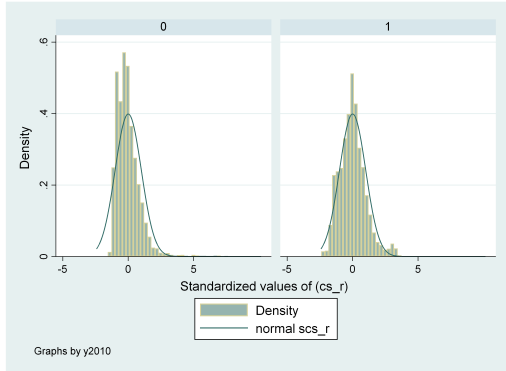 0
1
Density
.6
.4
.2
0
-5
0
5
-5
0
5
Standardized values of (cs_r)
Density
normal scs_r
Graphs by y2010